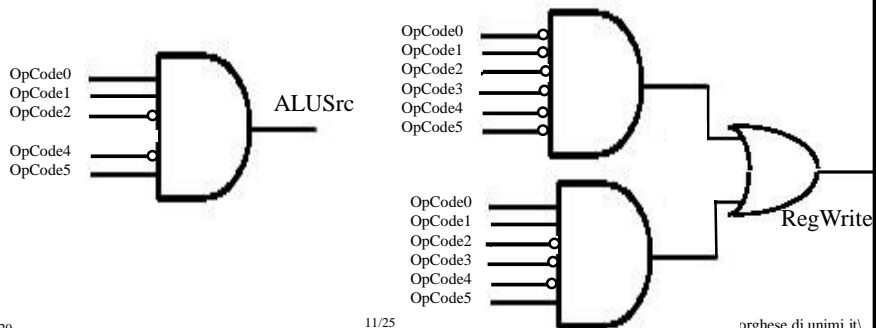 OpCode0
OpCode1
OpCode2
OpCode4
OpCode5
ALUSrc
OpCode0
OpCode1
OpCode2
OpCode3
OpCode4
OpCode5
OpCode0
OpCode1
OpCode2
OpCode3
OpCode4
OpCode5
RegWrite
11/25